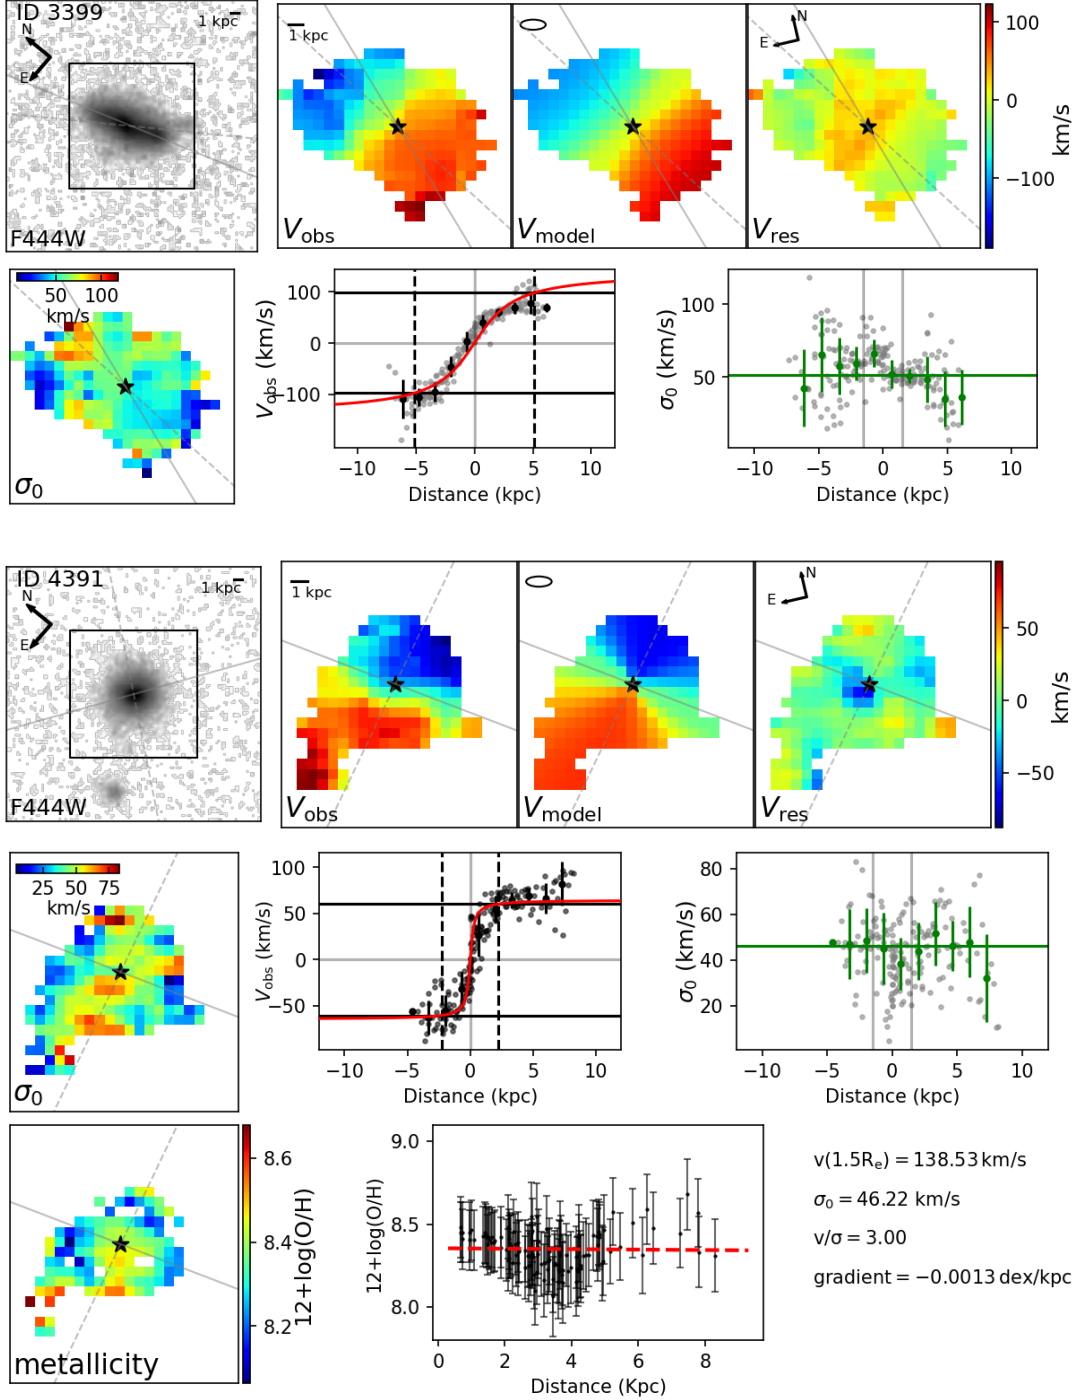 ID 3399
1 kpc
N
E
F444W
1 kpc
V_obs
V_model
N
E
V_res
100
0
−100
km/s
50 100
km/s
σ_0
V_obs (km/s)
100
0
−100
−10 −5 0 5 10
Distance (kpc)
σ_0 (km/s)
100
50
−10 −5 0 5 10
Distance (kpc)
ID 4391
1 kpc
N
E
F444W
1 kpc
V_obs
V_model
N
E
V_res
50
0
−50
km/s
25 50 75
km/s
σ_0
V_obs (km/s)
100
50
0
−50
−10 −5 0 5 10
Distance (kpc)
σ_0 (km/s)
80
60
40
20
−10 −5 0 5 10
Distance (kpc)
metallicity
8.6
8.4
8.2
12+log(O/H)
12+log(O/H)
9.0
8.5
8.0
0 2 4 6 8
Distance (Kpc)
v(1.5R_e) = 138.53 km/s
σ_0 = 46.22 km/s
v/σ = 3.00
gradient = −0.0013 dex/kpc